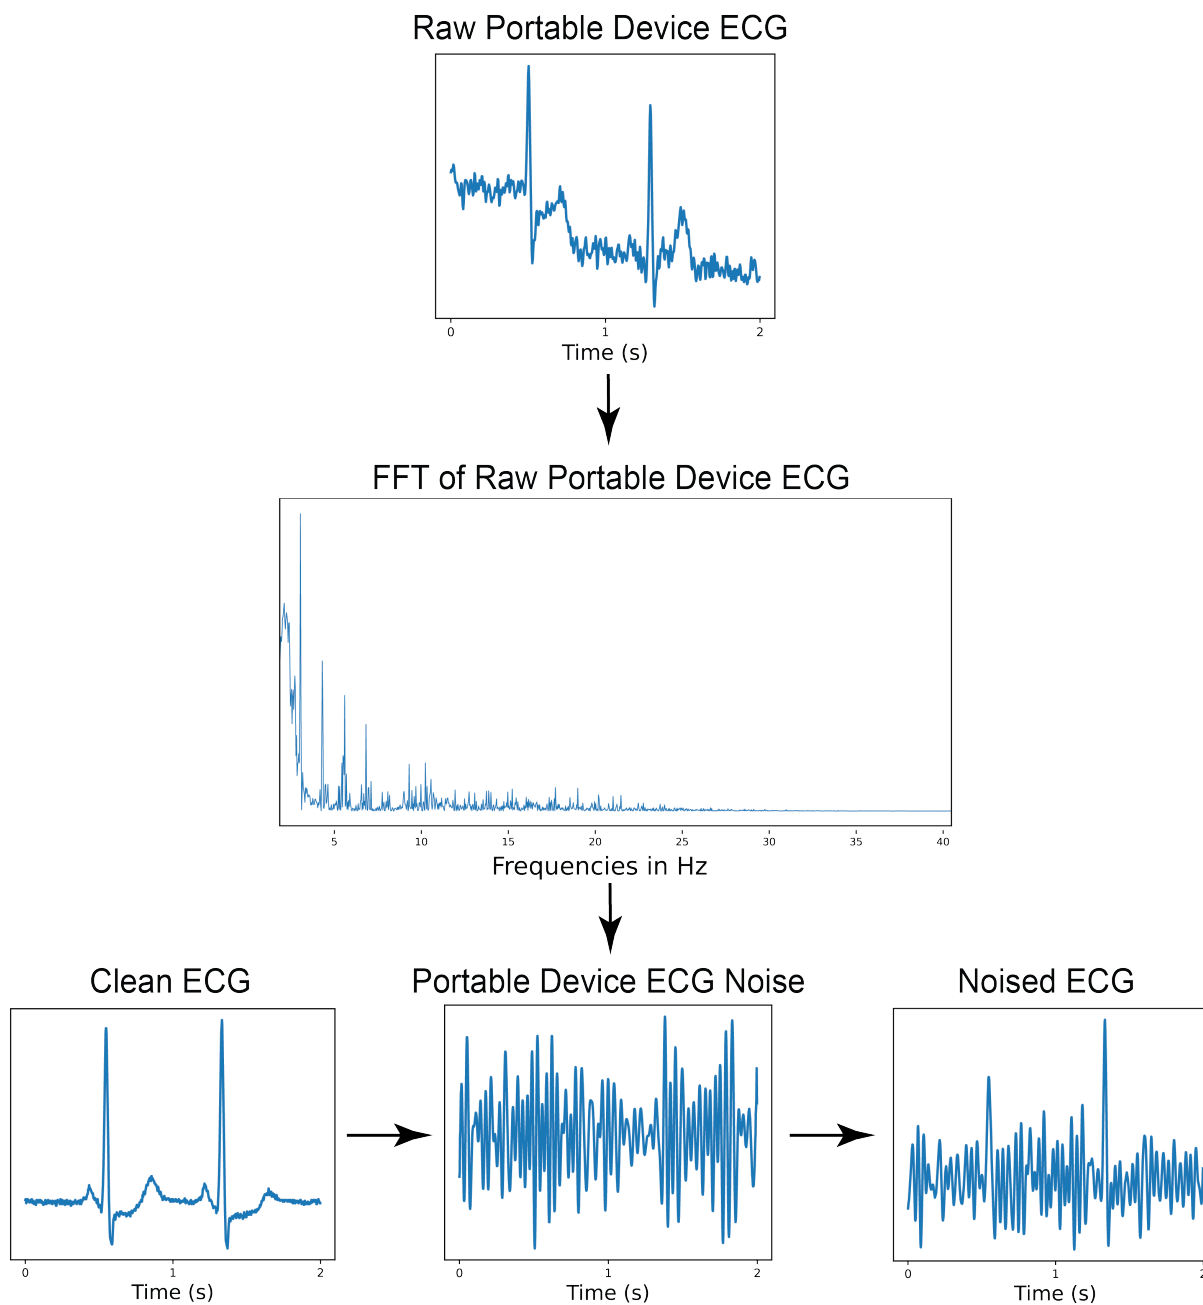 Raw Portable Device ECG
0 1 2
Time (s)
FFT of Raw Portable Device ECG
5 10 15 20 25 30 35 40
Frequencies in Hz
Clean ECG
0 1 2
Time (s)
Portable Device ECG Noise
0 1 2
Time (s)
Noised ECG
0 1 2
Time (s)